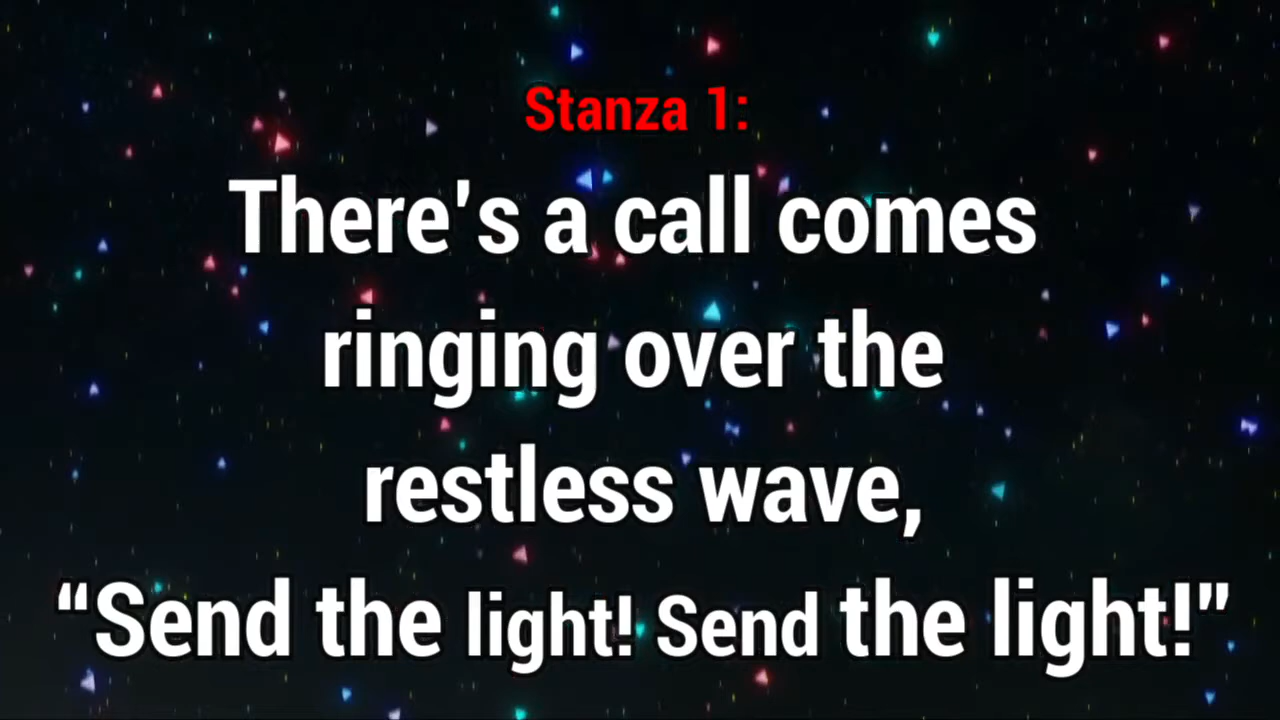 Stanza 1:
There's a call comes
ringing over the
restless wave,
“Send the light! Send the light!”